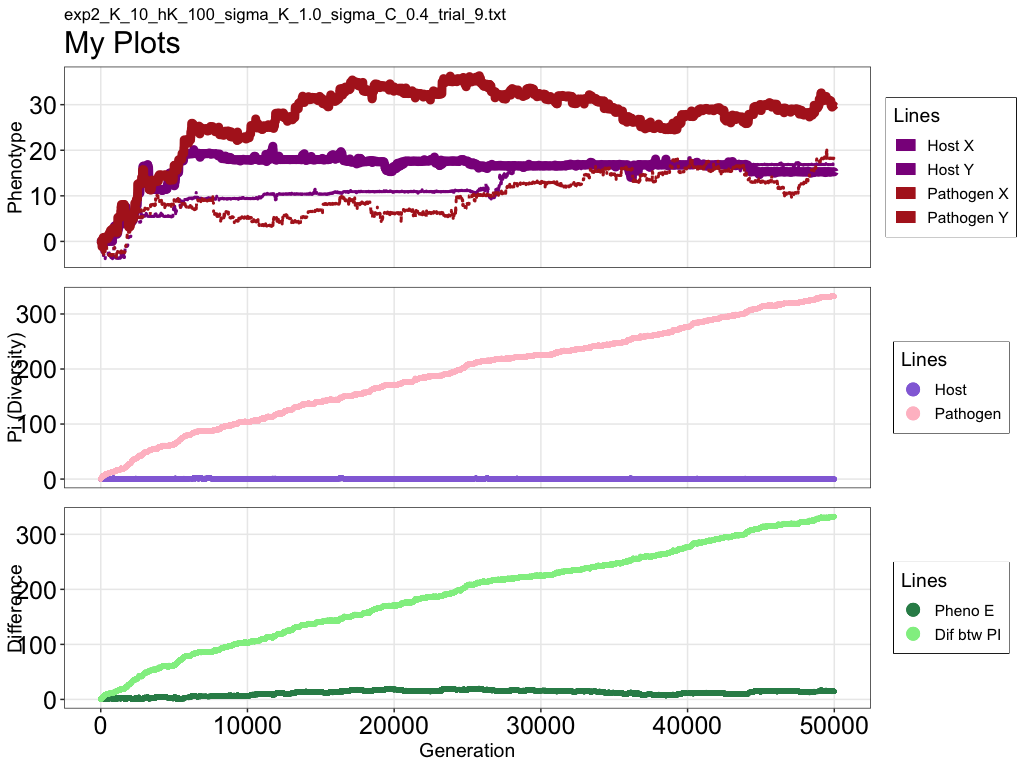 exp2_K_10_hK_100_sigma_K_1.0_sigma_C_0.4_trial_9.txt
My Plots
Phenotype
30
20
10
0
Lines
Host X
Host Y
Pathogen X
Pathogen Y
Pi (Diversity)
300
200
100
0
Lines
Host
Pathogen
Difference
300
200
100
0
Lines
Pheno E
Dif btw PI
0 10000 20000 30000 40000 50000
Generation